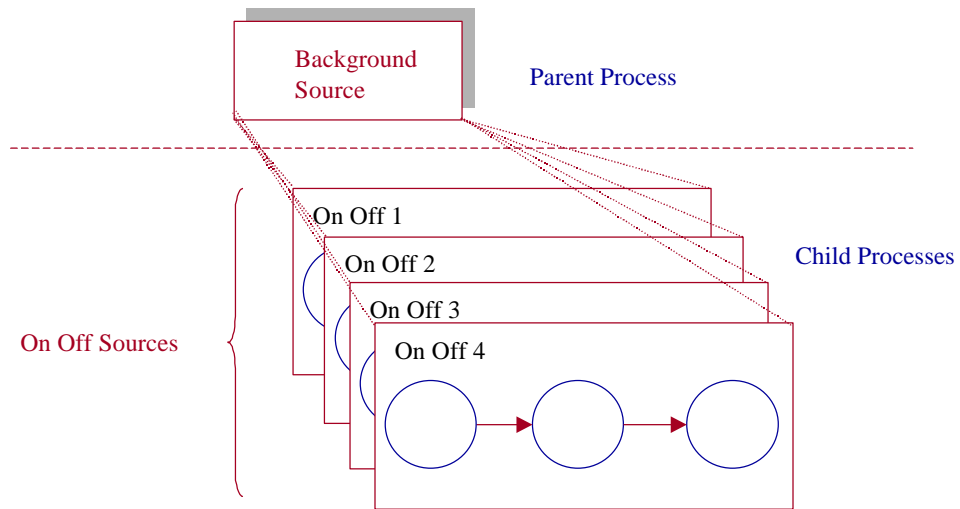 Background
Source
Parent Process
On Off 1
On Off 2
Child Processes
On Off 3
On Off Sources
On Off 4